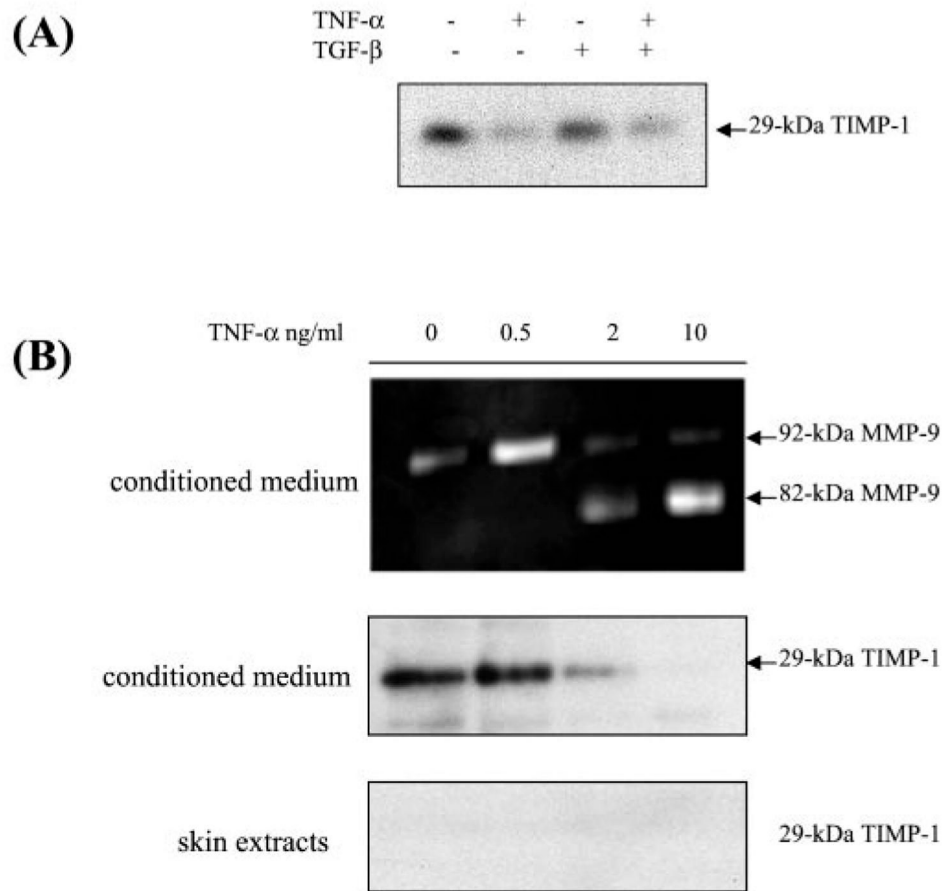 (A)
TNF-α - + - +
TGF-β - - + +
29-kDa TIMP-1
(B)
TNF-α ng/ml 0 0.5 2 10
92-kDa MMP-9
conditioned medium
82-kDa MMP-9
conditioned medium
29-kDa TIMP-1
skin extracts
29-kDa TIMP-1